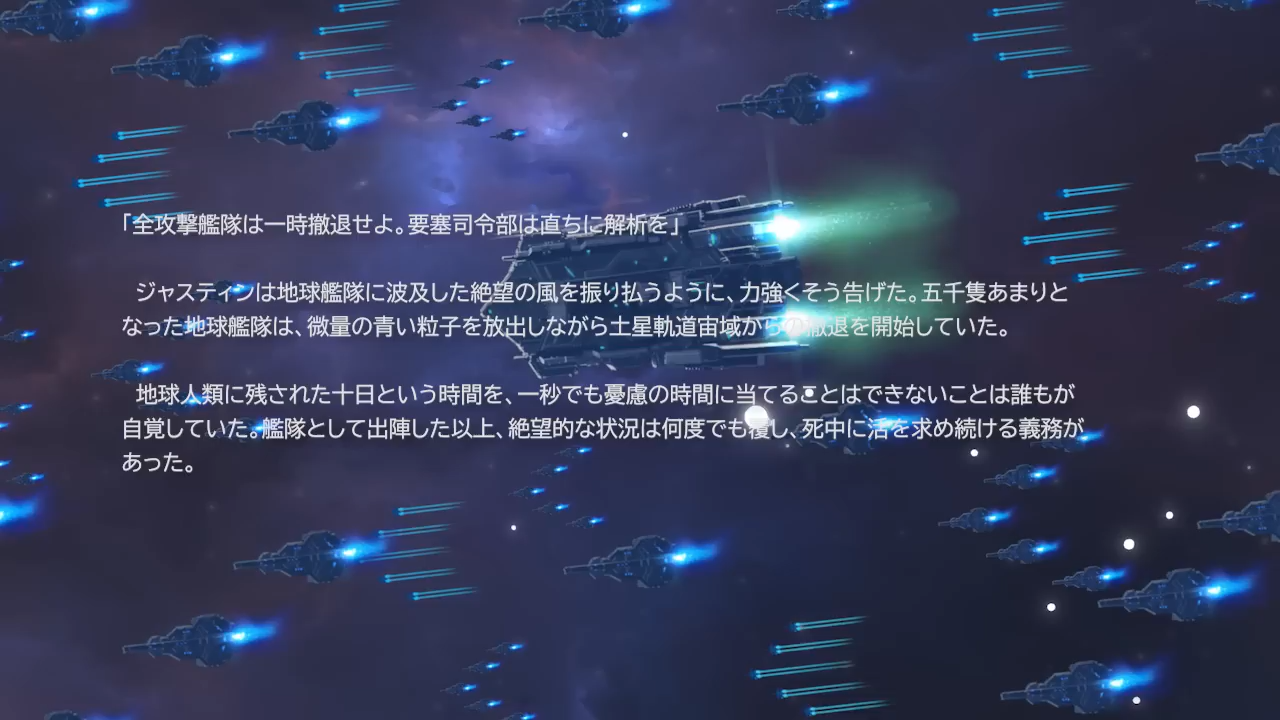 「全攻撃艦隊は一時撤退せよ。要塞司令部は直ちに解析を」
ジャスティンは地球艦隊に波及した絶望の風を振り払うように、力強くそう告げた。五千隻あまりと
なった地球艦隊は、微量の青い粒子を放出しながら土星軌道宙域からの撤退を開始していた。
地球人類に残された十日という時間を、一秒でも憂慮の時間に当てることはできないことは誰もが
自覚していた。艦隊として出陣した以上、絶望的な状況は何度でも覆し、死中に活を求め続ける義務が
あった。